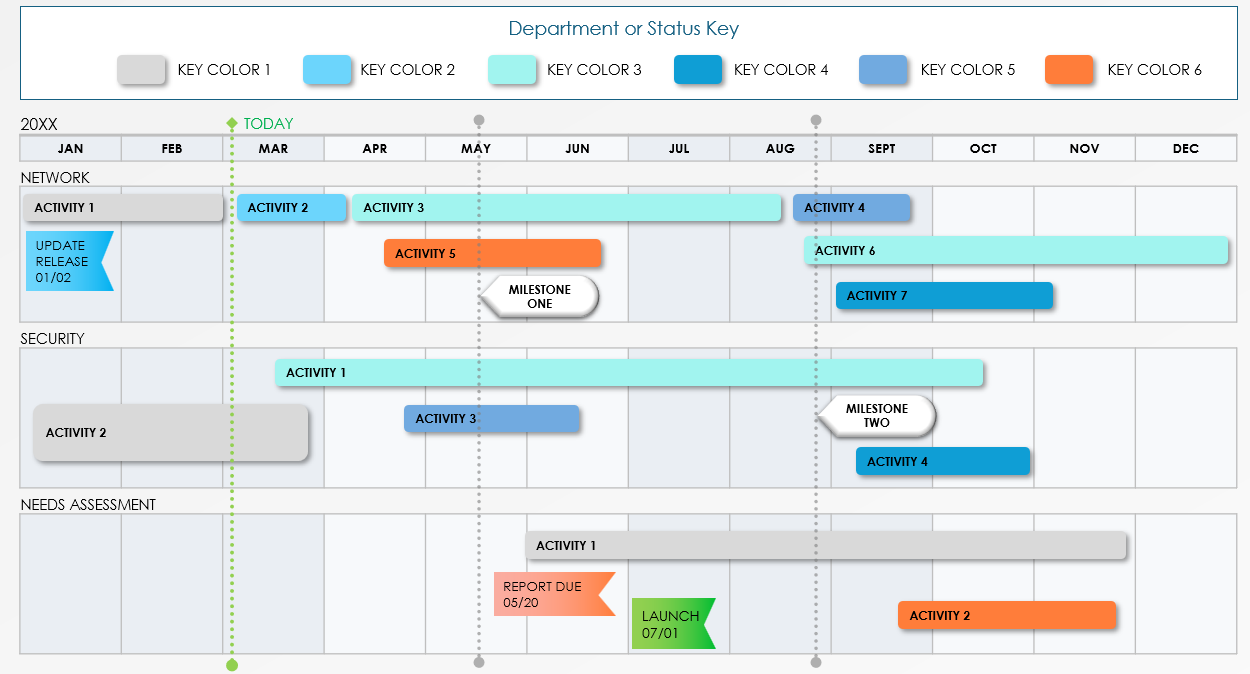 Department or Status Key
KEY COLOR 1
KEY COLOR 2
KEY COLOR 3
KEY COLOR 4
KEY COLOR 5
KEY COLOR 6
20XX
TODAY
JAN
FEB
MAR
APR
MAY
JUN
JUL
AUG
SEPT
OCT
NOV
DEC
NETWORK
ACTIVITY 1
ACTIVITY 2
ACTIVITY 3
ACTIVITY 4
UPDATE
RELEASE
01/02
ACTIVITY 5
ACTIVITY 6
MILESTONE
ONE
ACTIVITY 7
SECURITY
ACTIVITY 1
ACTIVITY 2
ACTIVITY 3
MILESTONE
TWO
ACTIVITY 4
NEEDS ASSESSMENT
ACTIVITY 1
REPORT DUE
05/20
LAUNCH
07/01
ACTIVITY 2